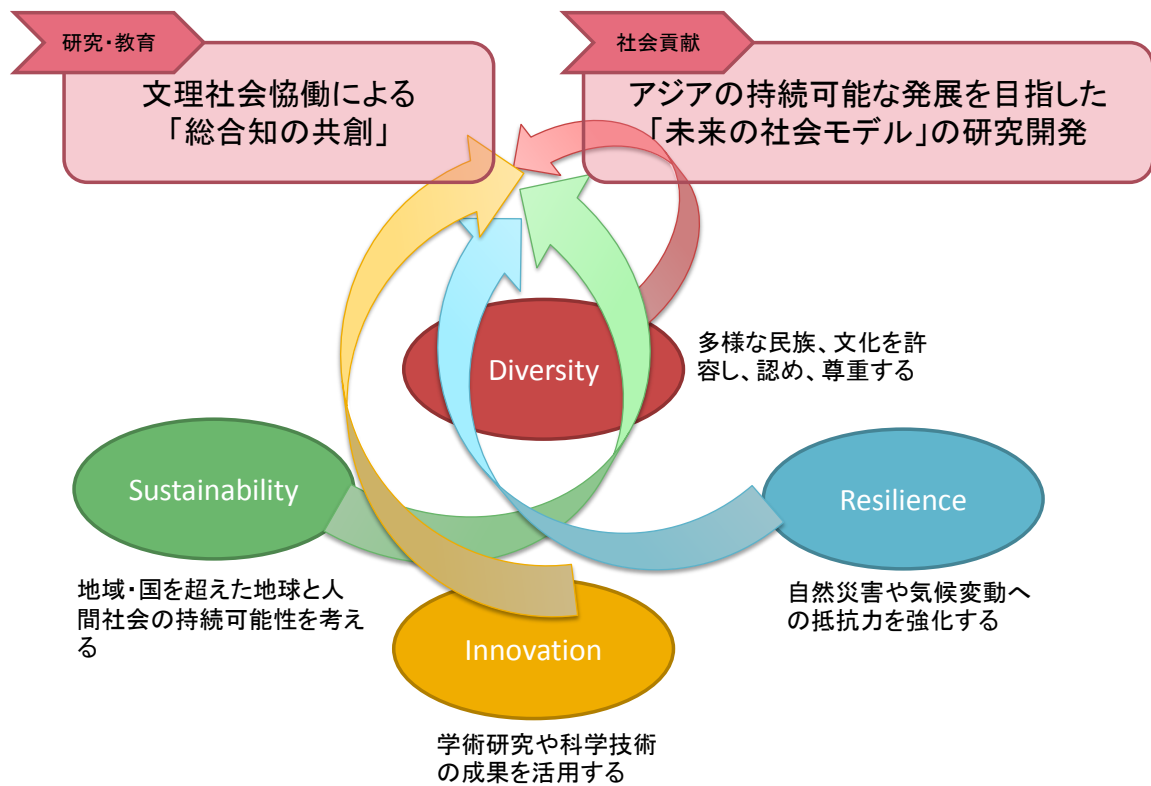 研究・教育
文理社会協働による
「総合知の共創」
社会貢献
アジアの持続可能な発展を目指した
「未来の社会モデル」の研究開発
Diversity
多様な民族、文化を許
容し、認め、尊重する
Sustainability
地域・国を超えた地球と人
間社会の持続可能性を考え
る
Resilience
自然災害や気候変動へ
の抵抗力を強化する
Innovation
学術研究や科学技術
の成果を活用する